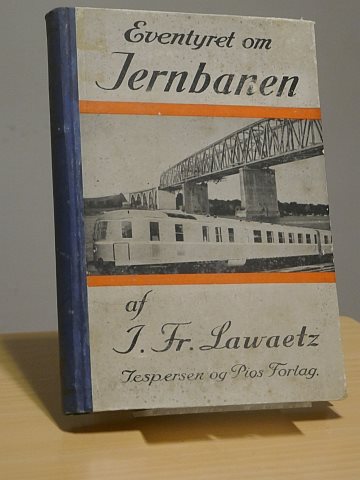 Eventyret om
Jernbanen
af
J. Fr. Lawaetz
Jespersen og Pios Forlag.